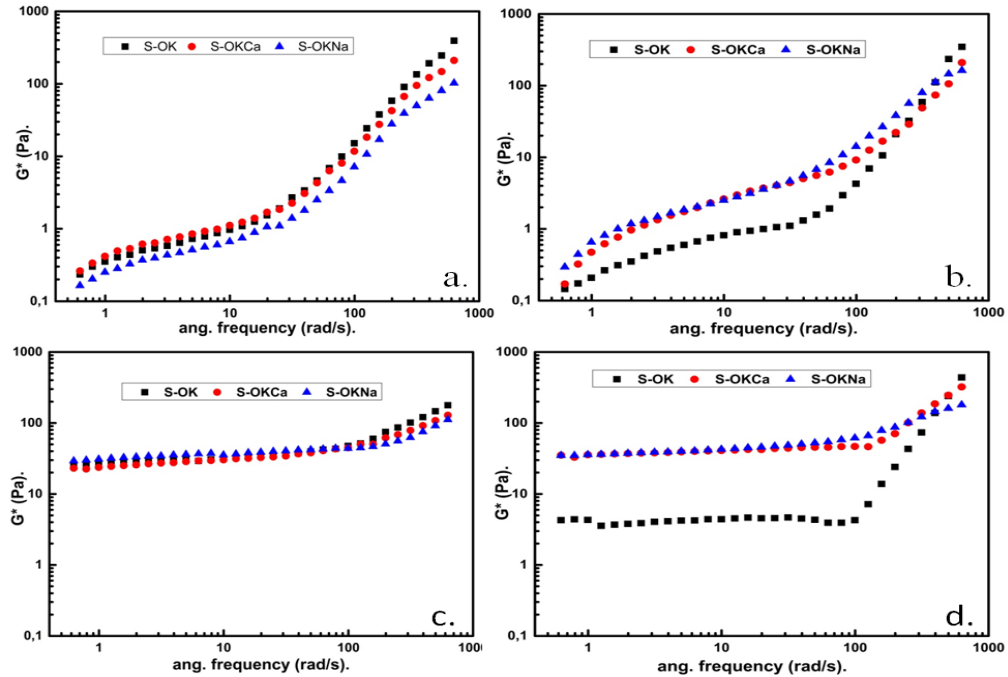 1000
S-OK S-OKCa S-OKNa
100
G* (Pa).
10
1
0,1
a.
1 10 100 1000
ang. frequency (rad/s).
1000
S-OK S-OKCa S-OKNa
100
G* (Pa).
10
1
0,1
b.
1 10 100 1000
ang. frequency (rad/s).
1000
S-OK S-OKCa S-OKNa
100
G* (Pa).
10
1
0,1
c.
1 10 100
ang. frequency (rad/s).
1000
S-OK S-OKCa S-OKNa
100
G* (Pa).
10
1
0,1
d.
1 10 100 1000
ang. frequency (rad/s).